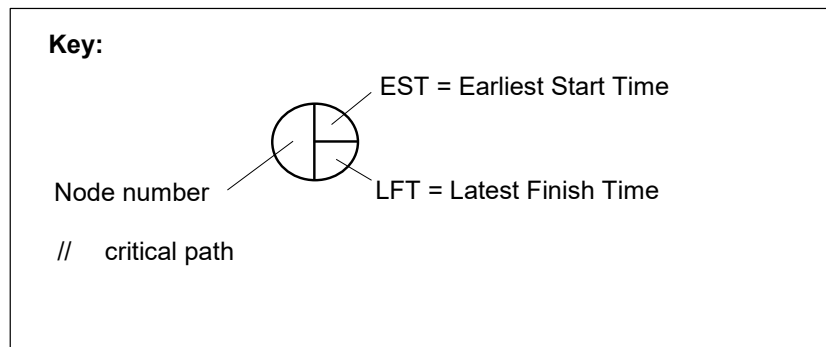 Key:
EST = Earliest Start Time
Node number
LFT = Latest Finish Time
// critical path